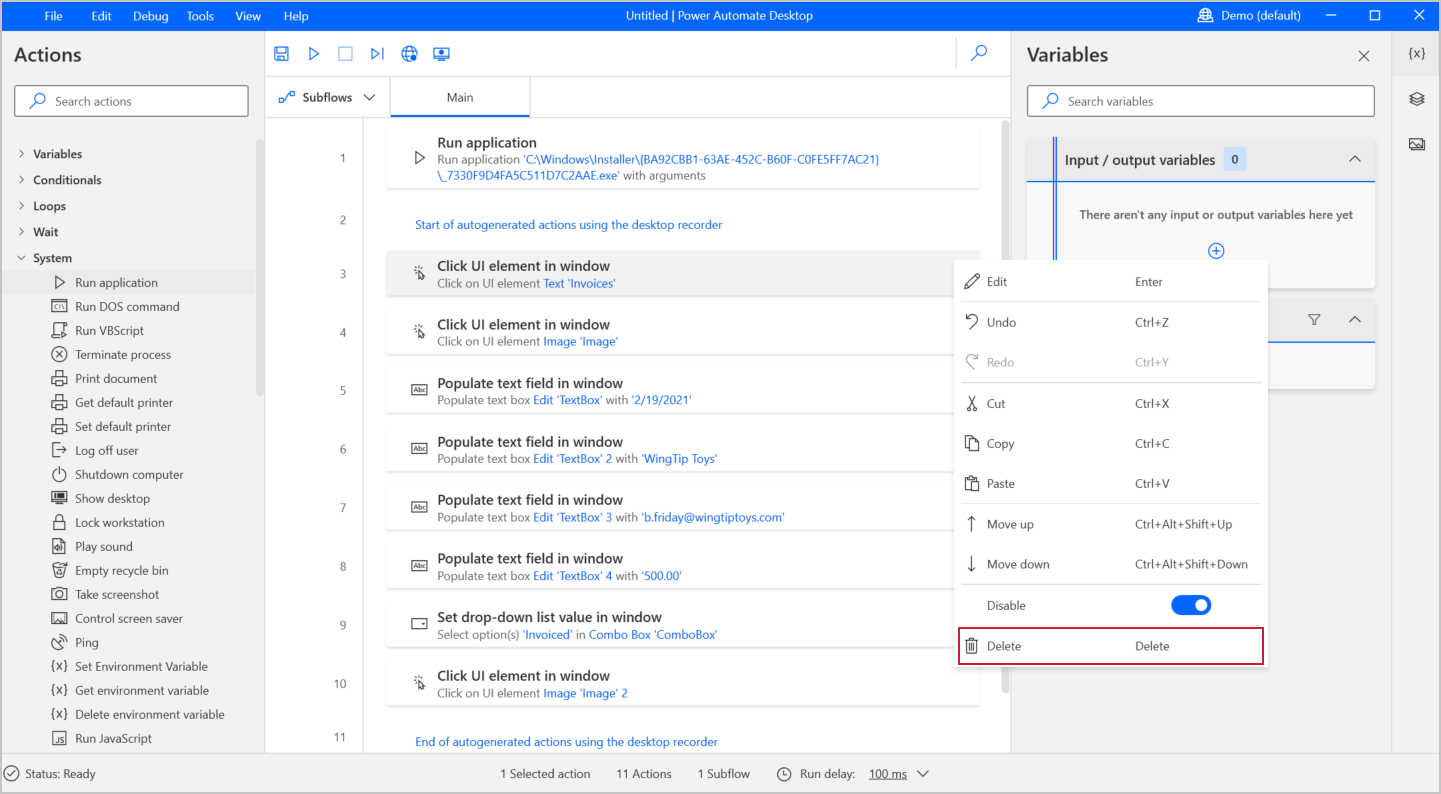 File Edit Debug Tools View Help
Untitled | Power Automate Desktop
Demo (default)
Actions
Search actions
Variables
Conditionals
Loops
Wait
System
Run application
Run DOS command
Run VBScript
Terminate process
Print document
Get default printer
Set default printer
Log off user
Shutdown computer
Show desktop
Lock workstation
Play sound
Empty recycle bin
Take screenshot
Control screen saver
Ping
Set Environment Variable
Get environment variable
Delete environment variable
Run JavaScript
Subflows
Main
1
Run application
Run application 'C:\Windows\Installer\{BA92CBB1-63AE-452C-B60F-C0FE5FF7AC21}
\_7330F9D4FA5C511D7C2AAE.exe' with arguments
2
Start of autogenerated actions using the desktop recorder
3
Click UI element in window
Click on UI element Text 'Invoices'
4
Click UI element in window
Click on UI element Image 'Image'
5
Populate text field in window
Populate text box Edit 'TextBox' with '2/19/2021'
6
Populate text field in window
Populate text box Edit 'TextBox' 2 with 'WingTip Toys'
7
Populate text field in window
Populate text box Edit 'TextBox' 3 with 'b.friday@wingtiptoys.com'
8
Populate text field in window
Populate text box Edit 'TextBox' 4 with '500.00'
9
Set drop-down list value in window
Select option(s) 'Invoiced' in Combo Box 'ComboBox'
10
Click UI element in window
Click on UI element Image 'Image' 2
11
End of autogenerated actions using the desktop recorder
Variables
Search variables
Input / output variables 0
There aren't any input or output variables here yet
Edit Enter
Undo Ctrl+Z
Redo Ctrl+Y
Cut Ctrl+X
Copy Ctrl+C
Paste Ctrl+V
Move up Ctrl+Alt+Shift+Up
Move down Ctrl+Alt+Shift+Down
Disable
Delete Delete
Status: Ready
1 Selected action
11 Actions
1 Subflow
Run delay: 100 ms